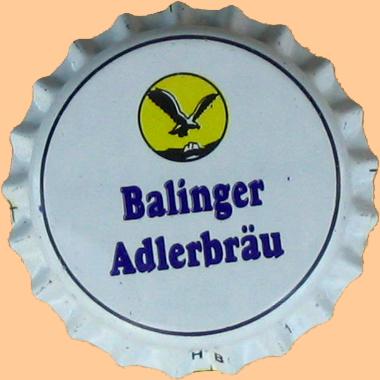 Balinger
Adlerbräu
H B